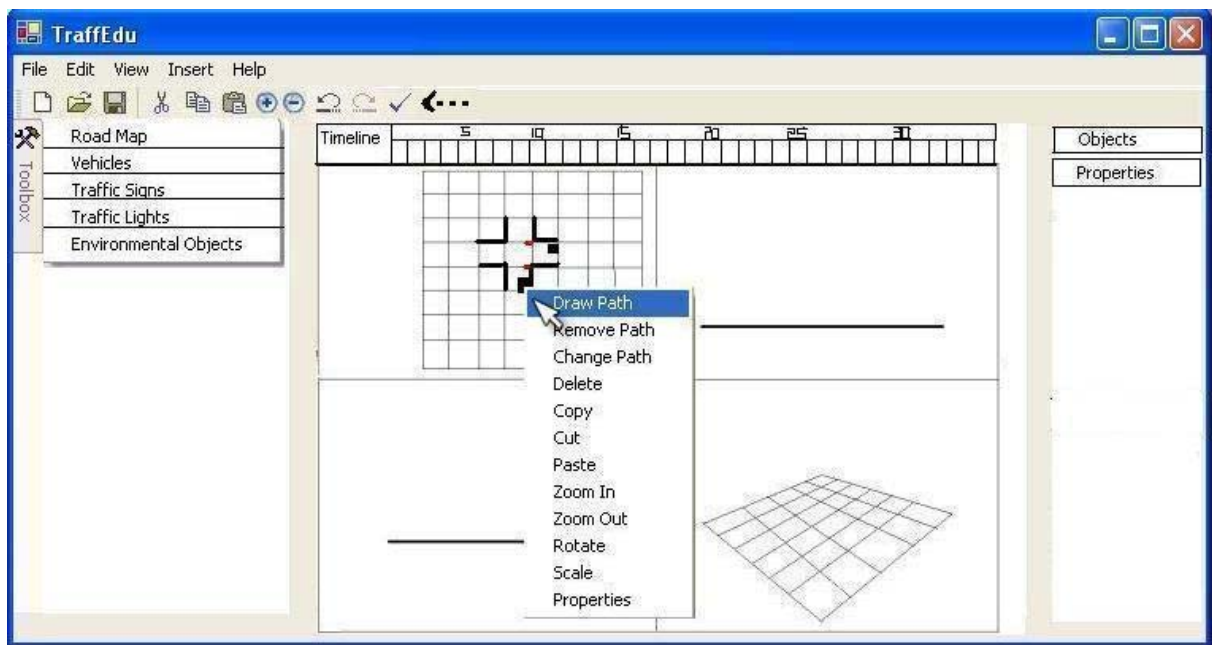 TraffEdu
File Edit View Insert Help
Toolbox
Road Map
Vehicles
Traffic Signs
Traffic Lights
Environmental Objects
Timeline 5 10 15 20 25 30
Objects
Properties
Draw Path
Remove Path
Change Path
Delete
Copy
Cut
Paste
Zoom In
Zoom Out
Rotate
Scale
Properties